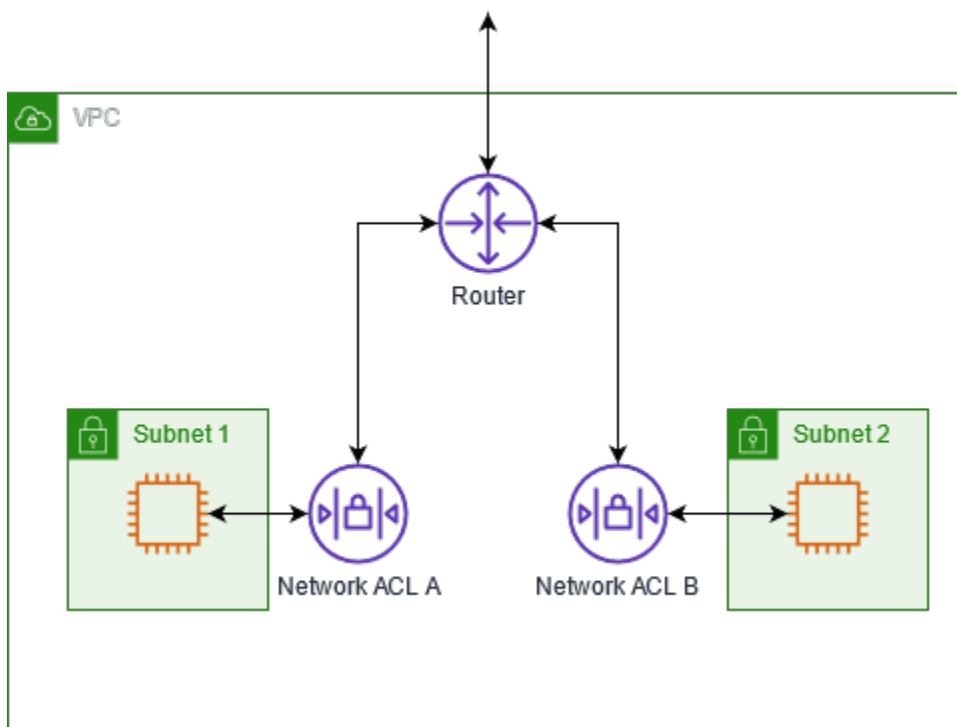 VPC
Router
Subnet 1
Subnet 2
Network ACL A
Network ACL B